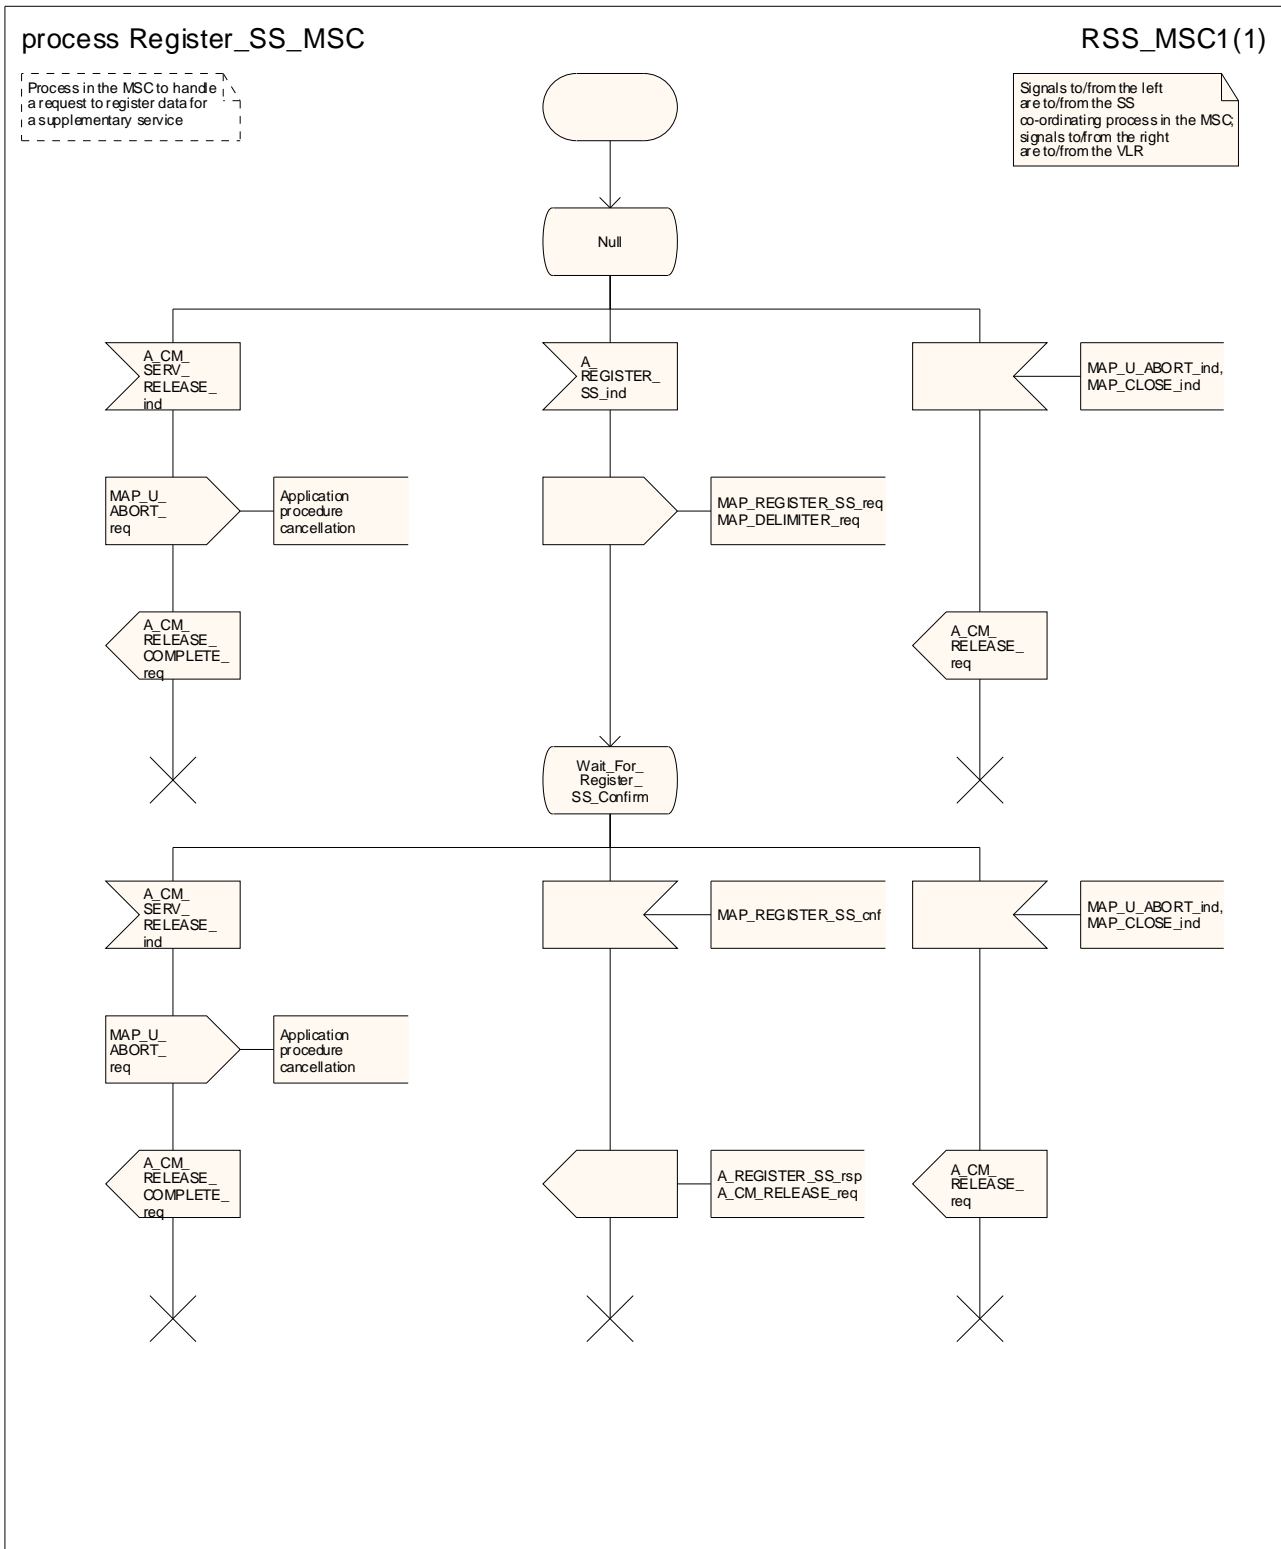 process Register_SS_MSC
RSS_MSC1(1)
Process in the MSC to handle
a request to register data for
a supplementary service
Signals to/from the left
are to/from the SS
co-ordinating process in the MSC;
signals to/from the right
are to/from the VLR
Null
A_CM_
SERV_
RELEASE_
ind
A_
REGISTER_
SS_ind
MAP_U_ABORT_ind,
MAP_CLOSE_ind
MAP_U_
ABORT_
req
Application
procedure
cancellation
MAP_REGISTER_SS_req
MAP_DELIMITER_req
A_CM_
RELEASE_
COMPLETE_
req
A_CM_
RELEASE_
req
Wait_For_
Register_
SS_Confirm
A_CM_
SERV_
RELEASE_
ind
MAP_REGISTER_SS_cnf
MAP_U_ABORT_ind,
MAP_CLOSE_ind
MAP_U_
ABORT_
req
Application
procedure
cancellation
A_CM_
RELEASE_
COMPLETE_
req
A_REGISTER_SS_rsp
A_CM_RELEASE_req
A_CM_
RELEASE_
req